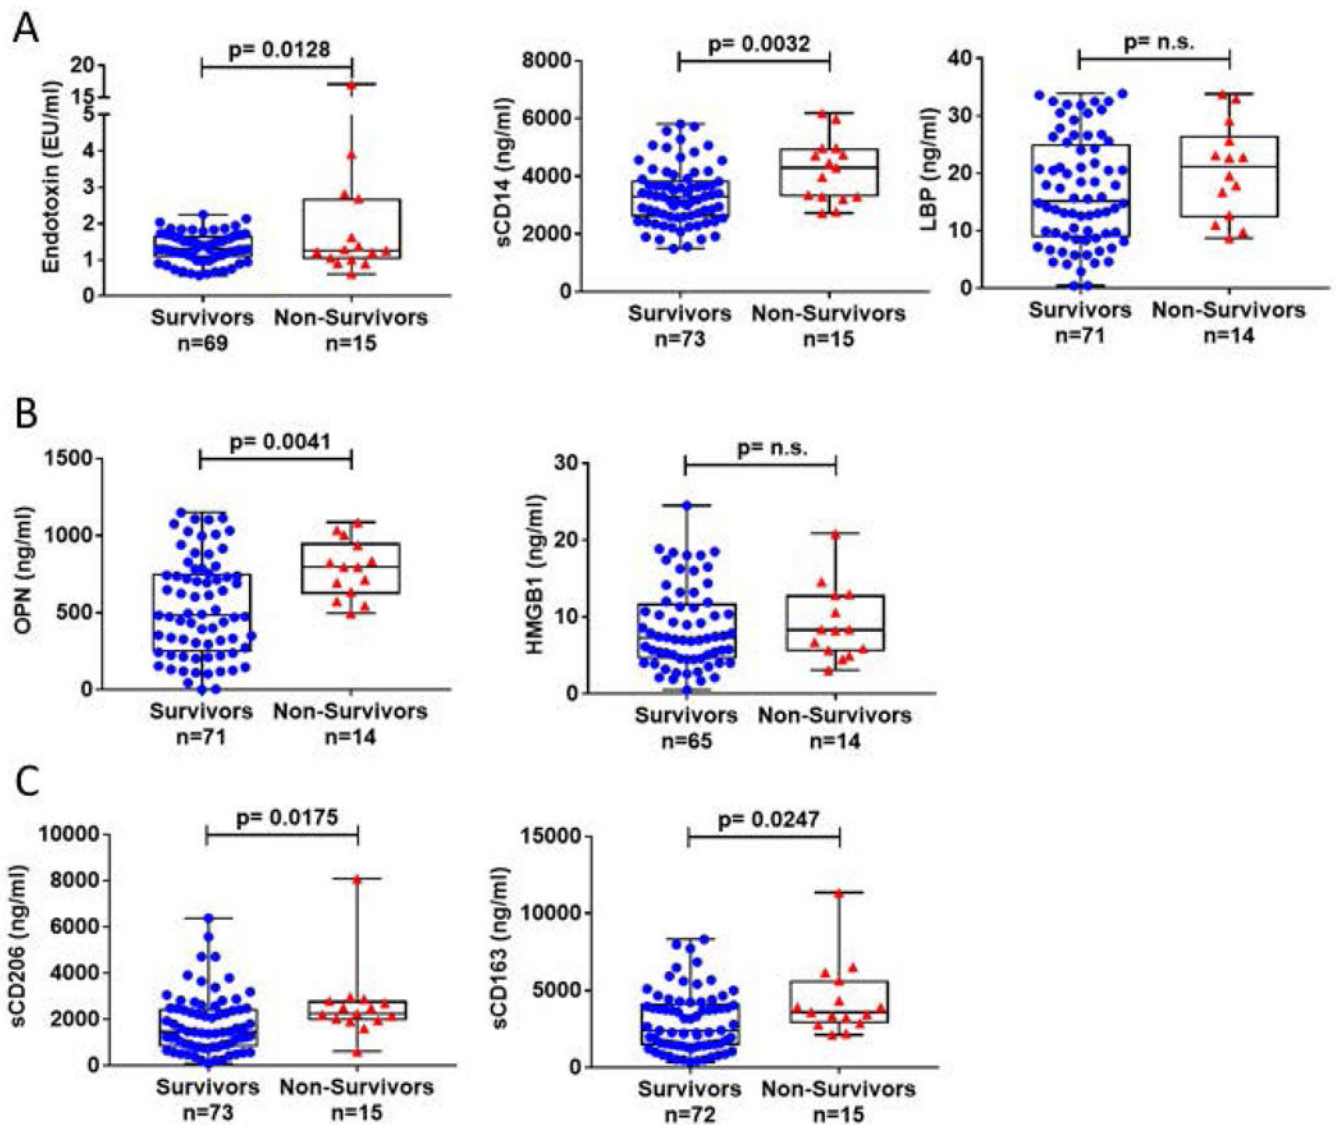 A
p= 0.0128
Endotoxin (EU/ml)
20
15
5
4
3
2
1
0
Survivors Non-Survivors
n=69 n=15
p= 0.0032
sCD14 (ng/ml)
8000
6000
4000
2000
0
Survivors Non-Survivors
n=73 n=15
p= n.s.
LBP (ng/ml)
40
30
20
10
0
Survivors Non-Survivors
n=71 n=14
B
p= 0.0041
OPN (ng/ml)
1500
1000
500
0
Survivors Non-Survivors
n=71 n=14
p= n.s.
HMGB1 (ng/ml)
30
20
10
0
Survivors Non-Survivors
n=65 n=14
C
p= 0.0175
sCD206 (ng/ml)
10000
8000
6000
4000
2000
0
Survivors Non-Survivors
n=73 n=15
p= 0.0247
sCD163 (ng/ml)
15000
10000
5000
0
Survivors Non-Survivors
n=72 n=15